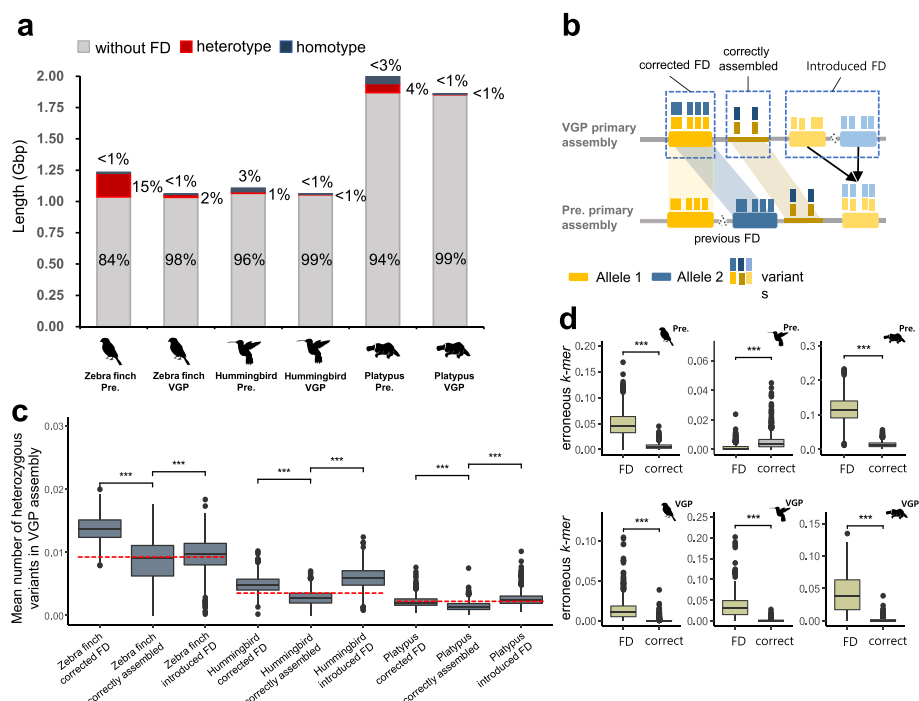 a
without FD
heterotype
homotype
Length (Gbp)
2.00
1.75
1.50
1.25
1.00
0.75
0.50
0.25
0.00
<1%
15%
84%
<1%
2%
98%
3%
1%
96%
<1%
<1%
99%
<3%
4%
94%
<1%
<1%
99%
Zebra finch
Pre.
Zebra finch
VGP
Hummingbird
Pre.
Hummingbird
VGP
Platypus
Pre.
Platypus
VGP
b
corrected FD
correctly
assembled
Introduced FD
VGP primary
assembly
Pre. primary
assembly
previous FD
Allele 1
Allele 2
variant
s
c
Mean number of heterozygous
variants in VGP assembly
0.03
0.02
0.01
0.00
***
***
***
***
***
***
Zebra finch
corrected FD
Zebra finch
correctly assembled
Zebra finch
introduced FD
Hummingbird
corrected FD
Hummingbird
correctly assembled
Hummingbird
introduced FD
Platypus
corrected FD
Platypus
correctly assembled
Platypus
introduced FD
d
erroneous k-mer
0.20
0.15
0.10
0.05
0.00
***
Pre.
FD
correct
0.06
0.04
0.02
0.00
***
Pre.
FD
correct
0.3
0.2
0.1
0.0
***
Pre.
FD
correct
erroneous k-mer
0.10
0.05
0.00
***
VGP
FD
correct
0.25
0.20
0.15
0.10
0.05
0.00
***
VGP
FD
correct
0.15
0.10
0.05
0.00
***
VGP
FD
correct